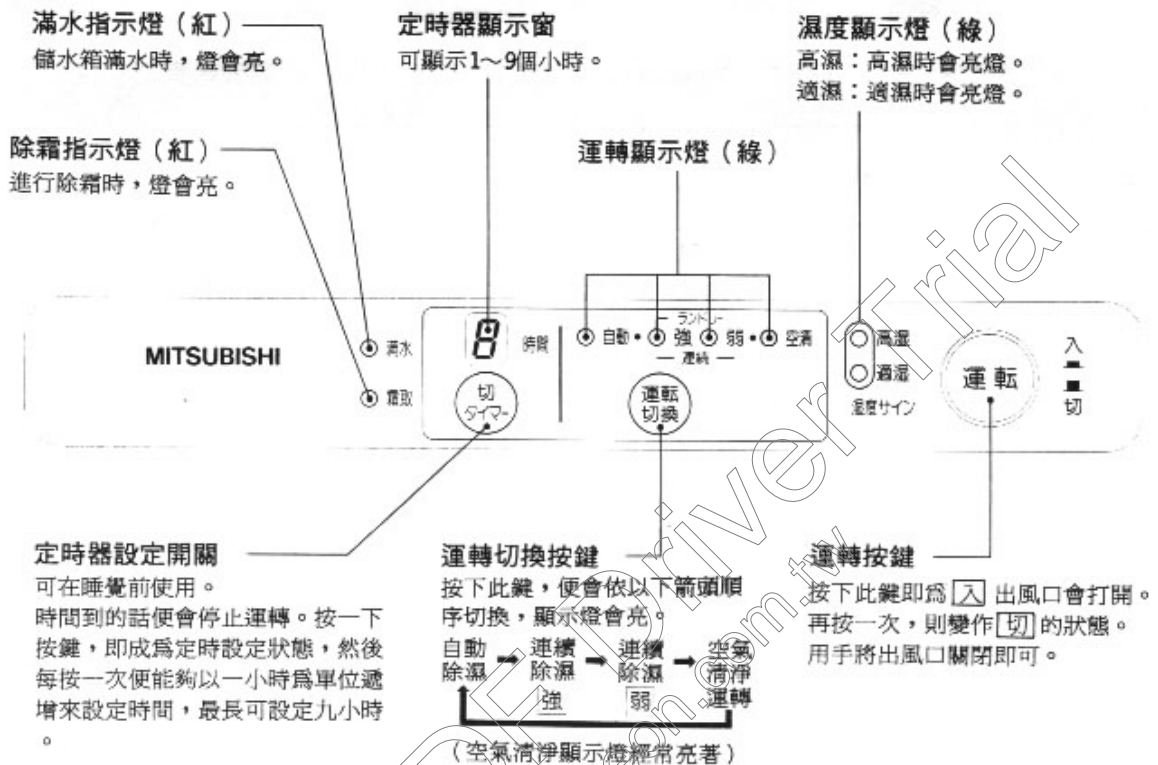 滿水指示燈（紅）
儲水箱滿水時，燈會亮。
除霜指示燈（紅）
進行除霜時，燈會亮。
定時器顯示窗
可顯示1～9個小時。
運轉顯示燈（綠）
濕度顯示燈（綠）
高濕：高濕時會亮燈。
適濕：適濕時會亮燈。
MITSUBISHI
満水
霜取
8 時間
切
タイマー
ランドリー
自動・強 弱・空清
連続
運転
切換
高湿
適湿
湿度サイン
運転
入
切
定時器設定開關
可在睡覺前使用。
時間到的話便會停止運轉。按一下
按鍵，即成爲定時設定狀態，然後
每按一次便能夠以一小時爲單位遞
增來設定時間，最長可設定九小時
。
運轉切換按鍵
按下此鍵，便會依以下箭頭順
序切換，顯示燈會亮。
自動 ➡ 連續 ➡ 連續 ➡ 空氣
除濕 除濕 除濕 清淨
強 弱 運轉
（空氣清淨顯示燈經常亮著）
運轉按鍵
按下此鍵即爲 入 出風口會打開。
再按一次，則變作 切 的狀態。
用手將出風口關閉即可。
PDF Driver Trial